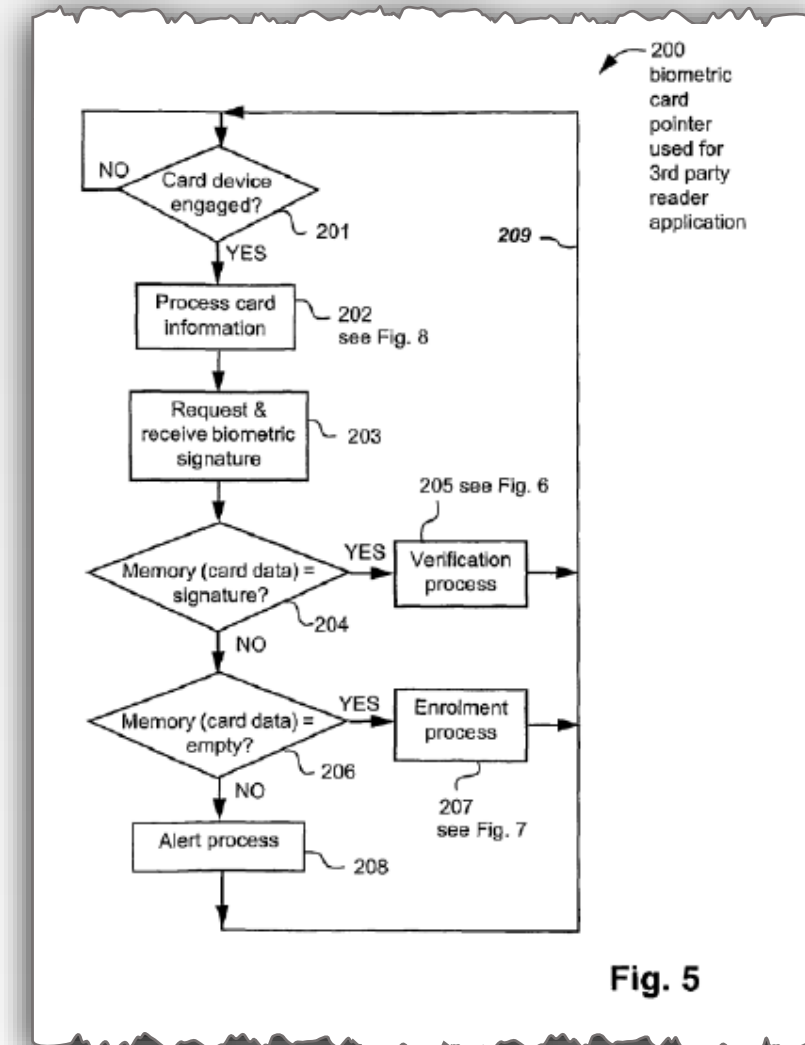 200
biometric
card
pointer
used for
3rd party
reader
application
NO
Card device
engaged?
201
209
YES
Process card
information
202
see Fig. 8
Request &
receive biometric
signature
203
205 see Fig. 6
Memory (card data) =
signature?
204
YES
Verification
process
NO
Memory (card data) =
empty?
206
YES
Enrolment
process
207
see Fig. 7
NO
Alert process
208
Fig. 5